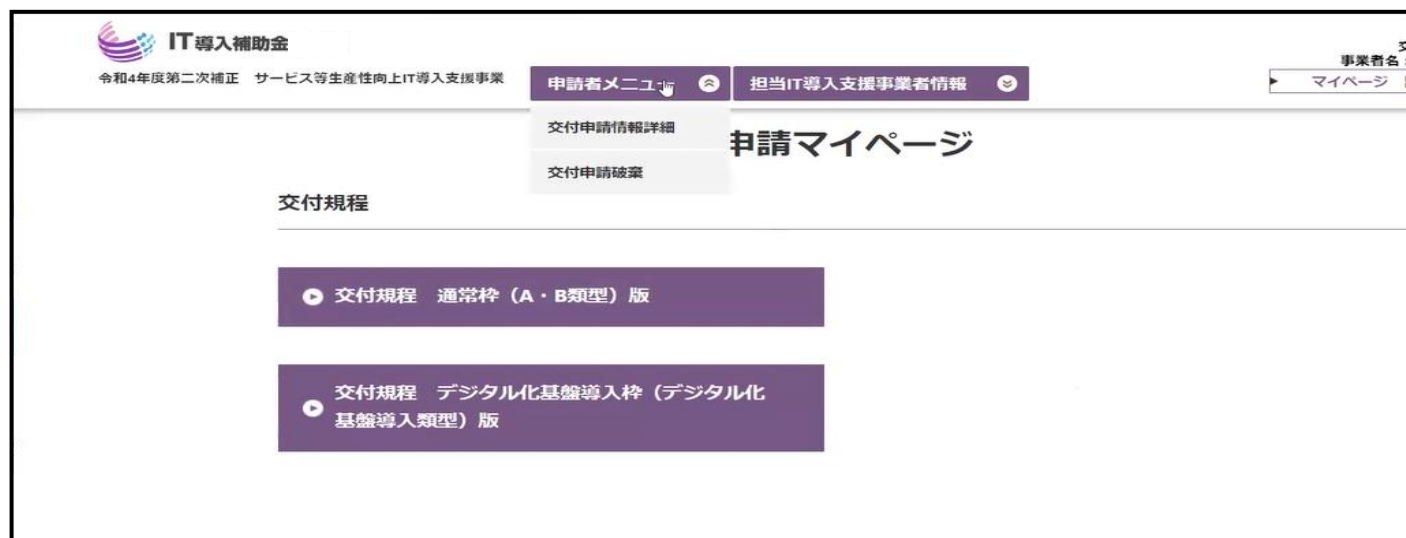 IT導入補助金
令和4年度第二次補正 サービス等生産性向上IT導入支援事業
申請者メニュー
担当IT導入支援事業者情報
事業者名:
マイページ
交付申請情報詳細
交付申請破棄
申請マイページ
交付規程
交付規程 通常枠（A・B類型）版
交付規程 デジタル化基盤導入枠（デジタル化
基盤導入類型）版